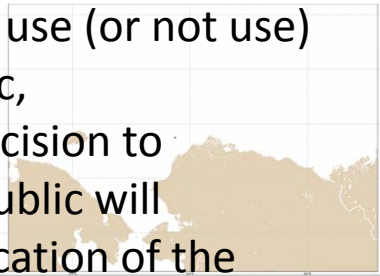 use (or not use)
c,
cision to
ublic will
cation of the